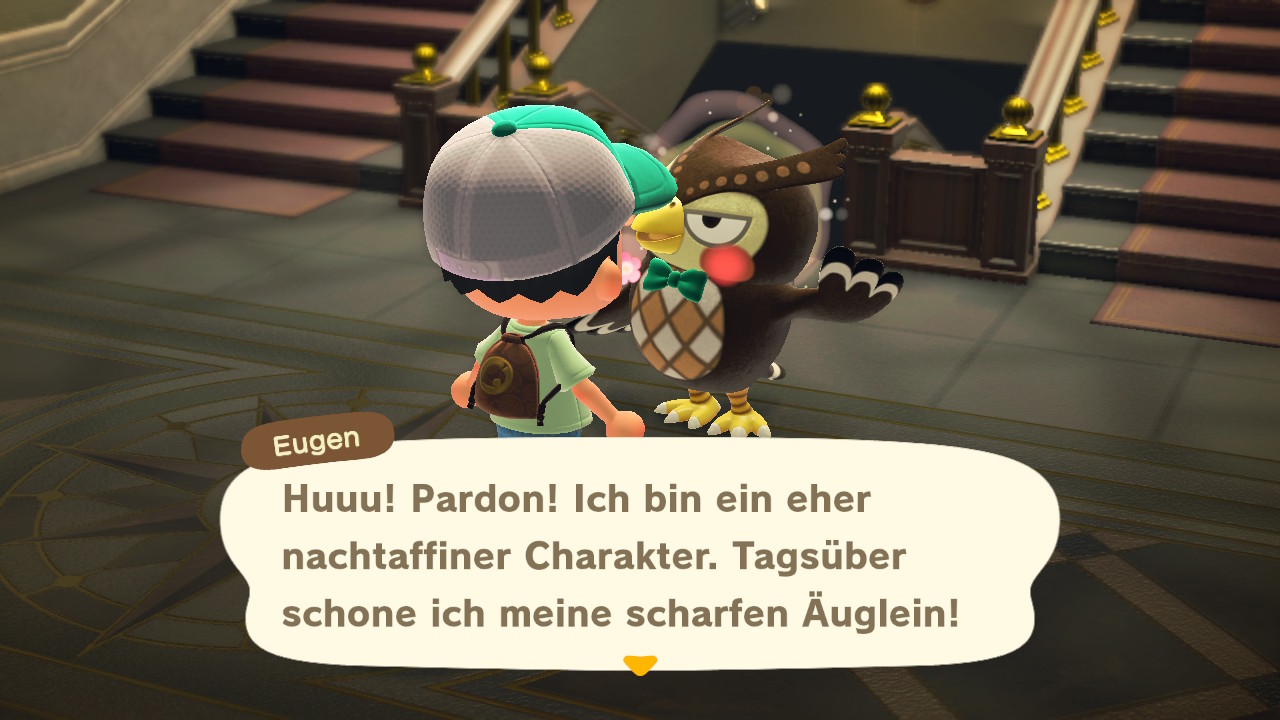 Eugen
Huuu! Pardon! Ich bin ein eher
nachtaffiner Charakter. Tagsüber
schone ich meine scharfen Äuglein!